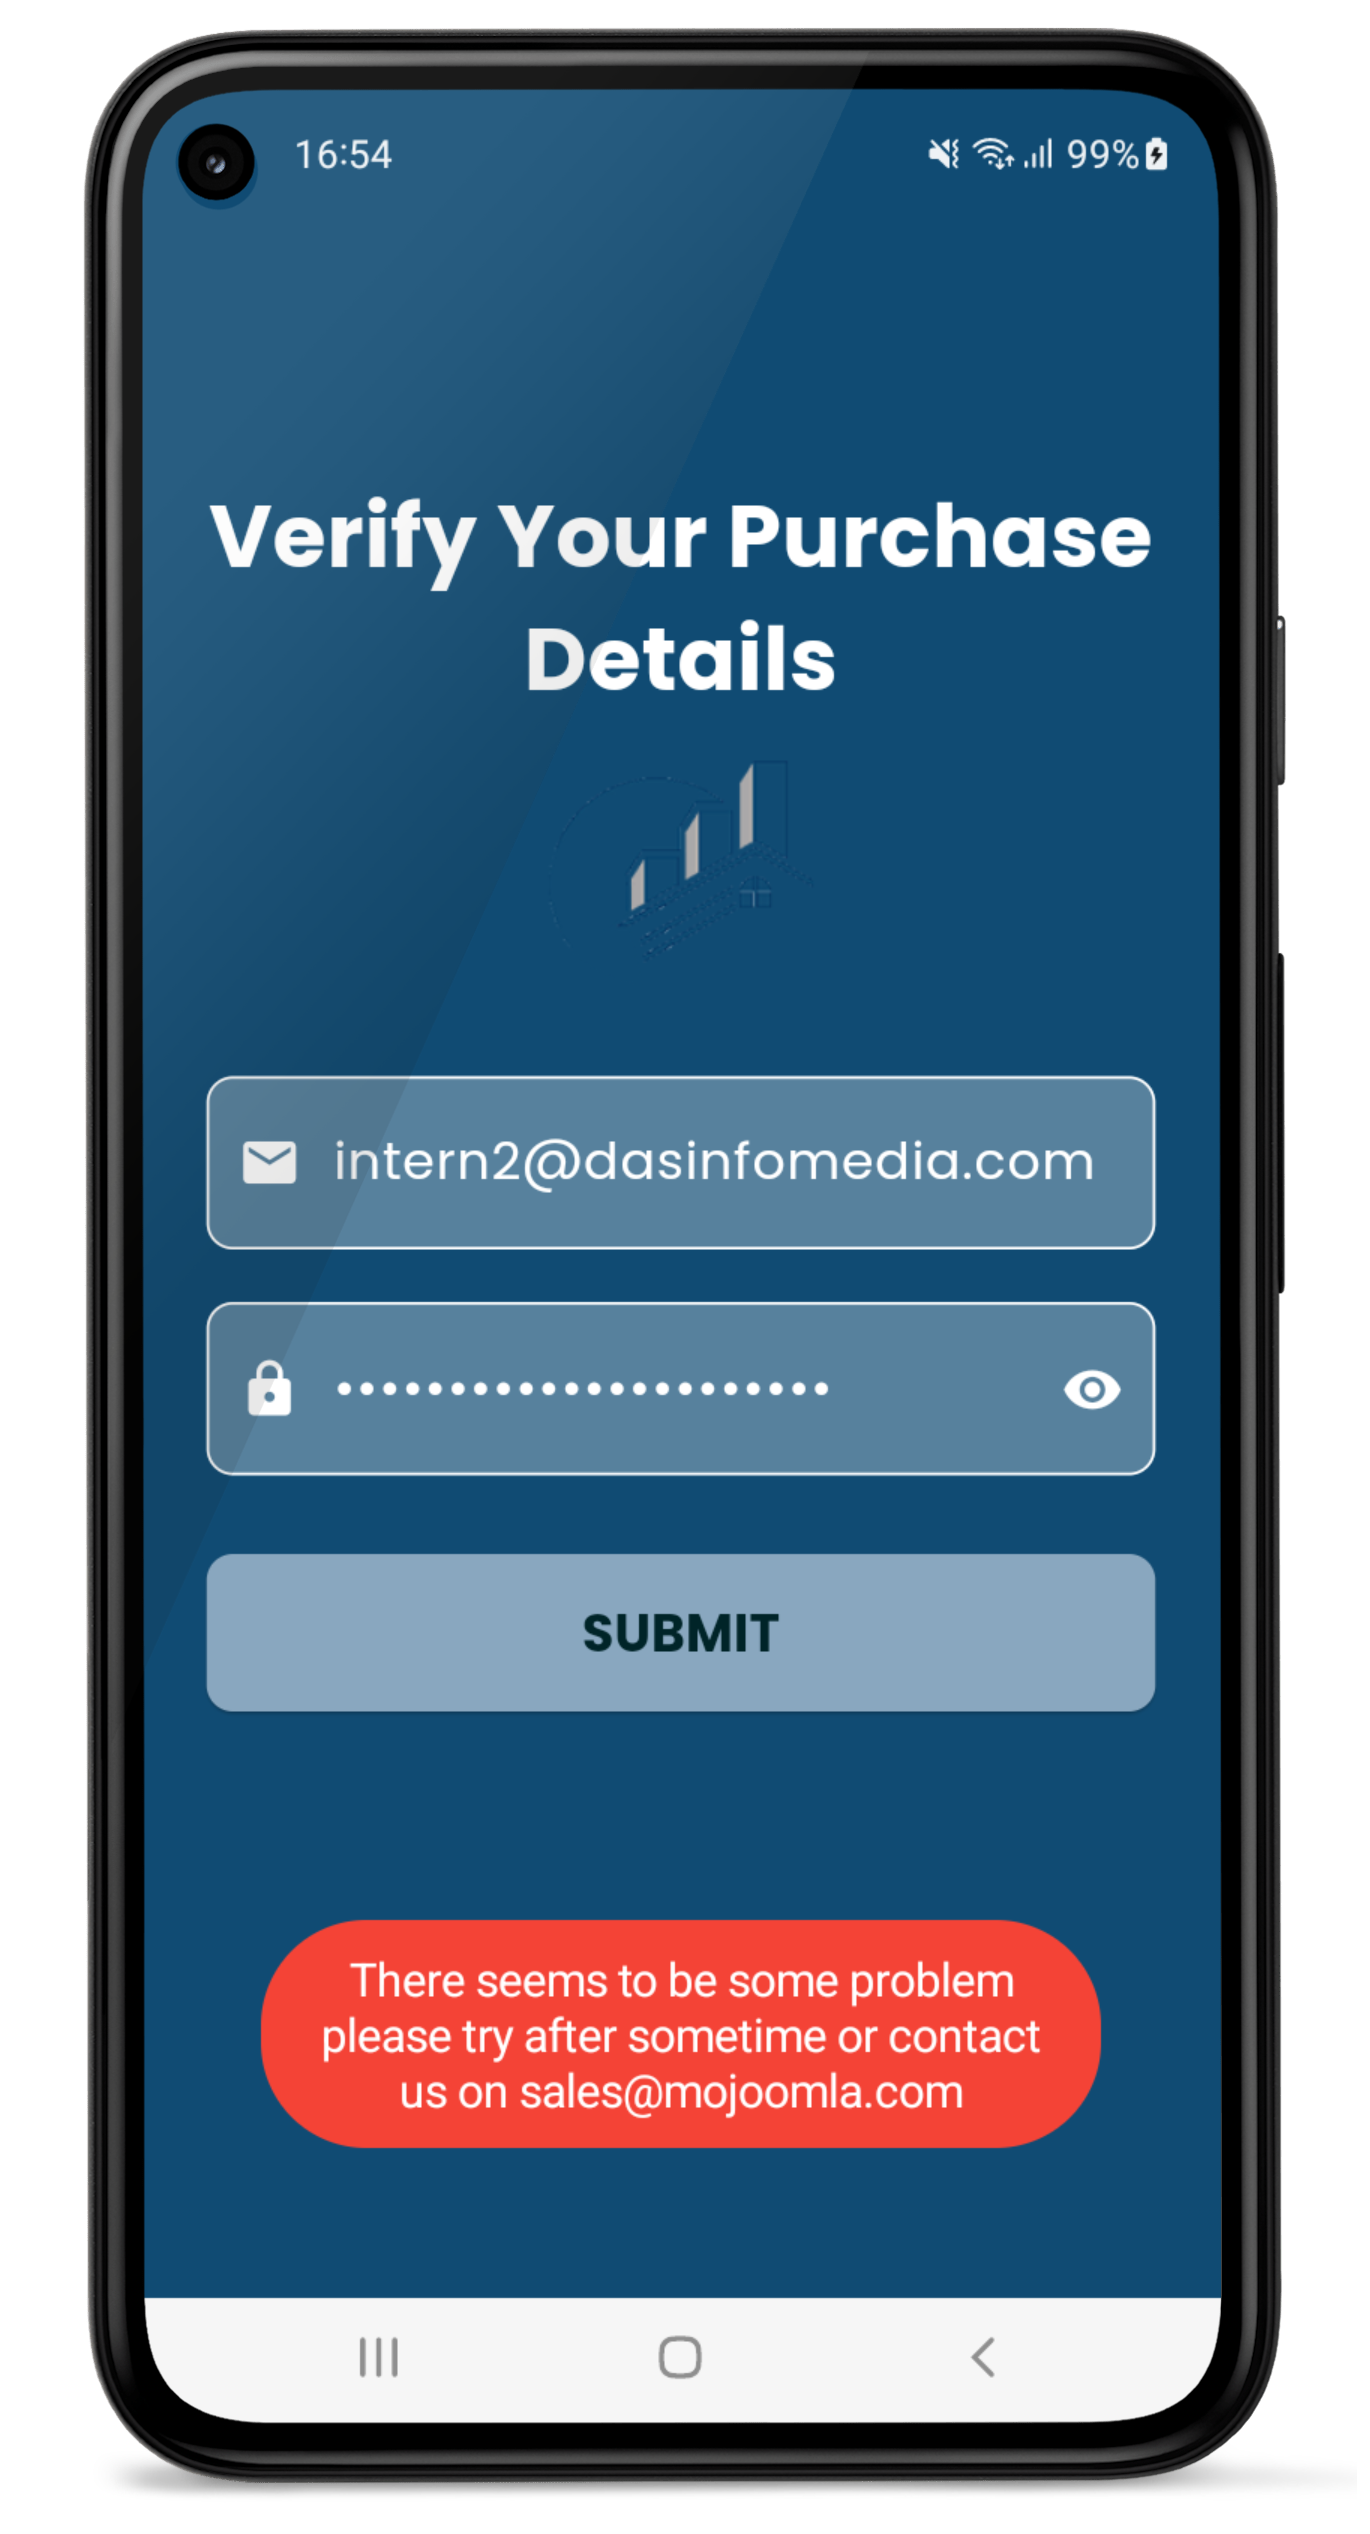 16:54
99%
Verify Your Purchase
Details
intern2@dasinfomedia.com
••••••••••••••••••••••
SUBMIT
There seems to be some problem
please try after sometime or contact
us on sales@mojoomla.com